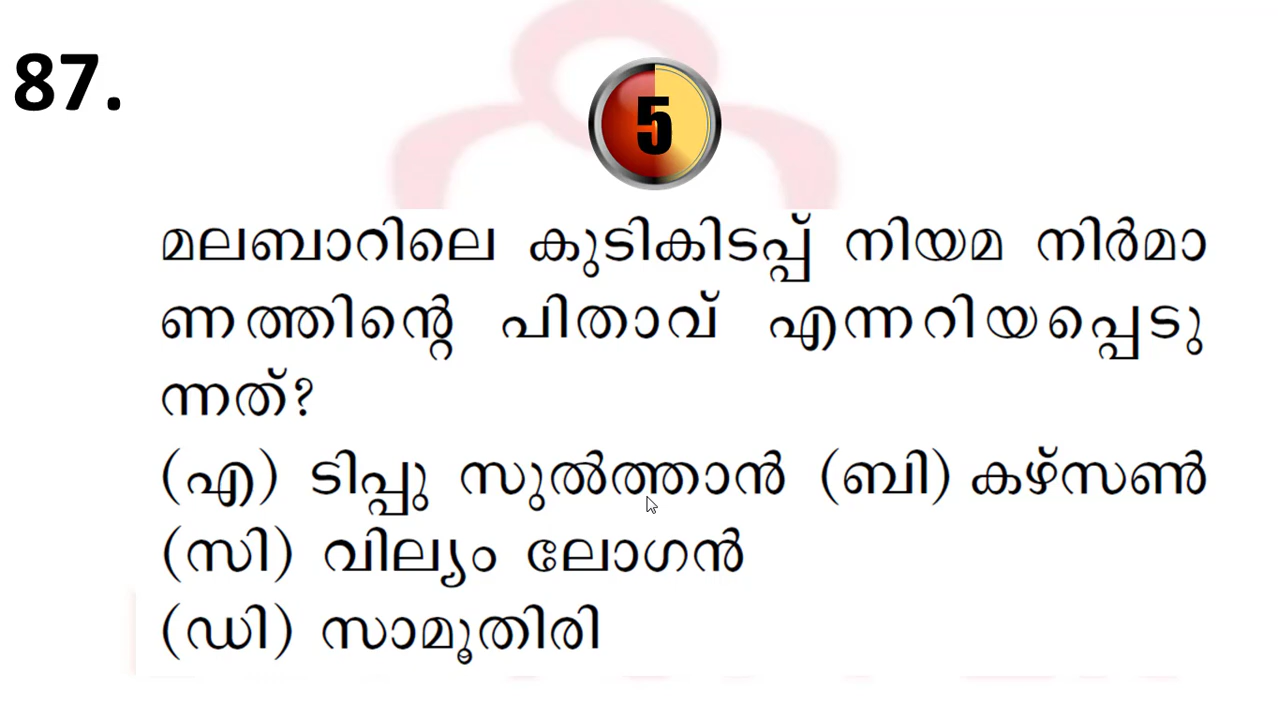 87.
5
മലബാറിലെ കുടികിടപ്പ് നിയമ നിർമാ
ണത്തിന്റെ പിതാവ് എന്നറിയപ്പെടു
ന്നത്?
(എ) ടിപ്പു സുൽത്താൻ (ബി) കഴ്സൺ
(സി) വില്യം ലോഗൻ
(ഡി) സാമൂതിരി